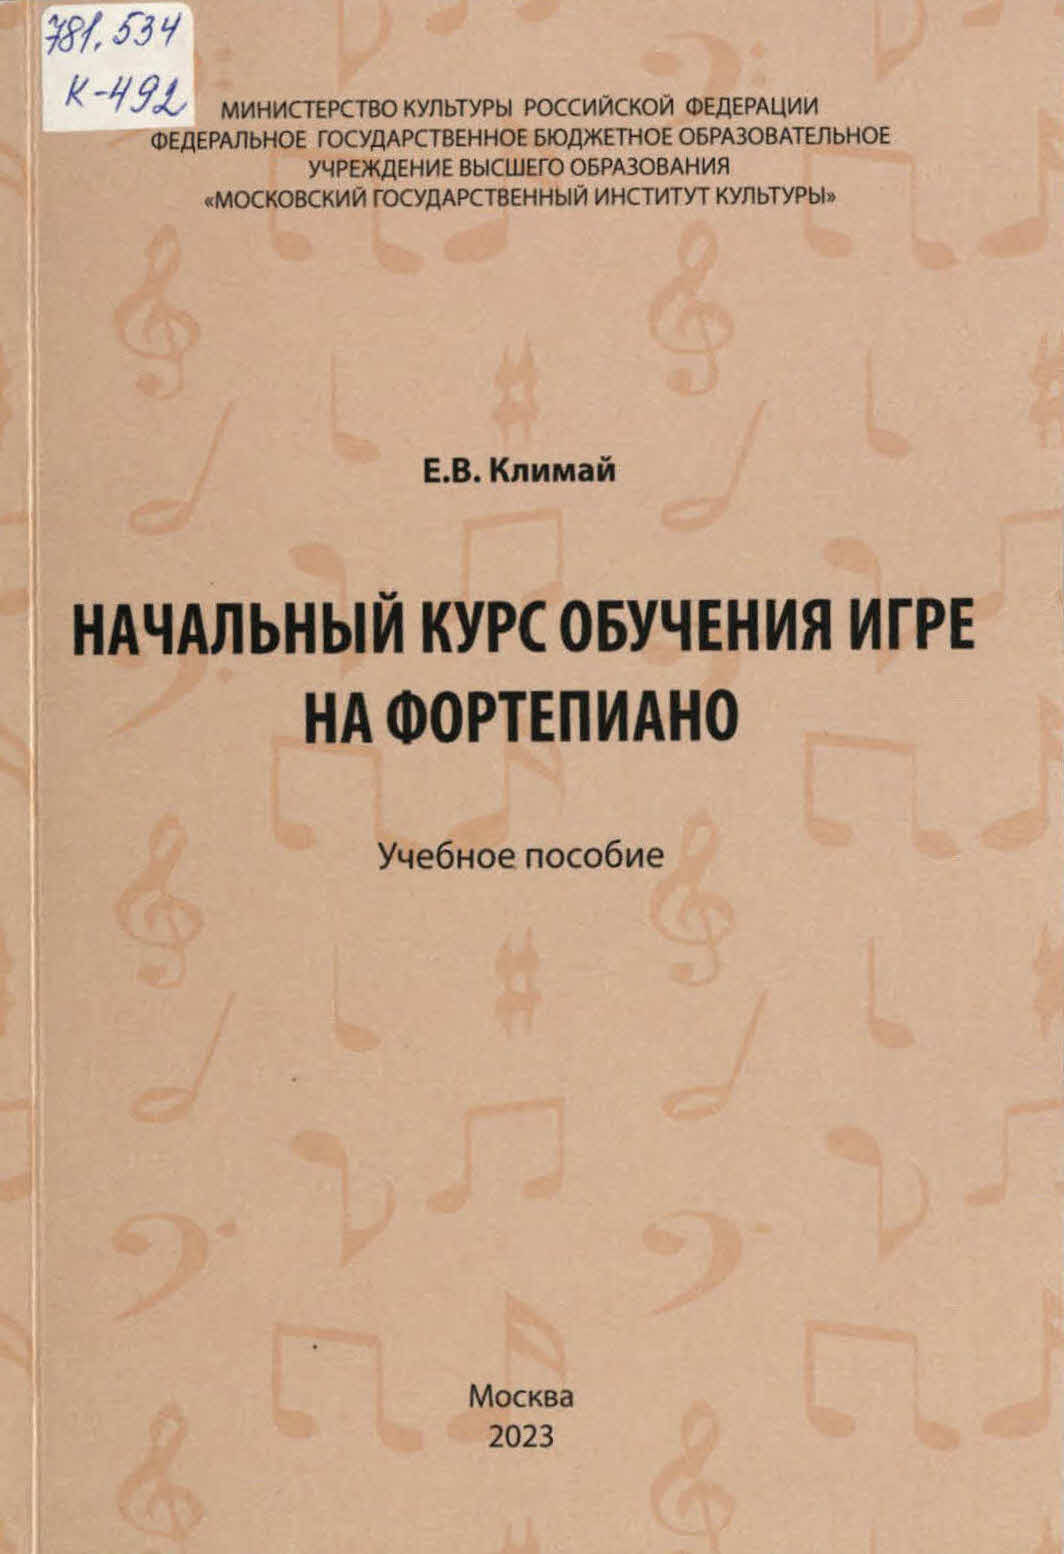 781.534
К-492
МИНИСТЕРСТВО КУЛЬТУРЫ РОССИЙСКОЙ ФЕДЕРАЦИИ
ФЕДЕРАЛЬНОЕ ГОСУДАРСТВЕННОЕ БЮДЖЕТНОЕ ОБРАЗОВАТЕЛЬНОЕ
УЧРЕЖДЕНИЕ ВЫСШЕГО ОБРАЗОВАНИЯ
«МОСКОВСКИЙ ГОСУДАРСТВЕННЫЙ ИНСТИТУТ КУЛЬТУРЫ»
Е.В. Климай
НАЧАЛЬНЫЙ КУРС ОБУЧЕНИЯ ИГРЕ
НА ФОРТЕПИАНО
Учебное пособие
Москва
2023